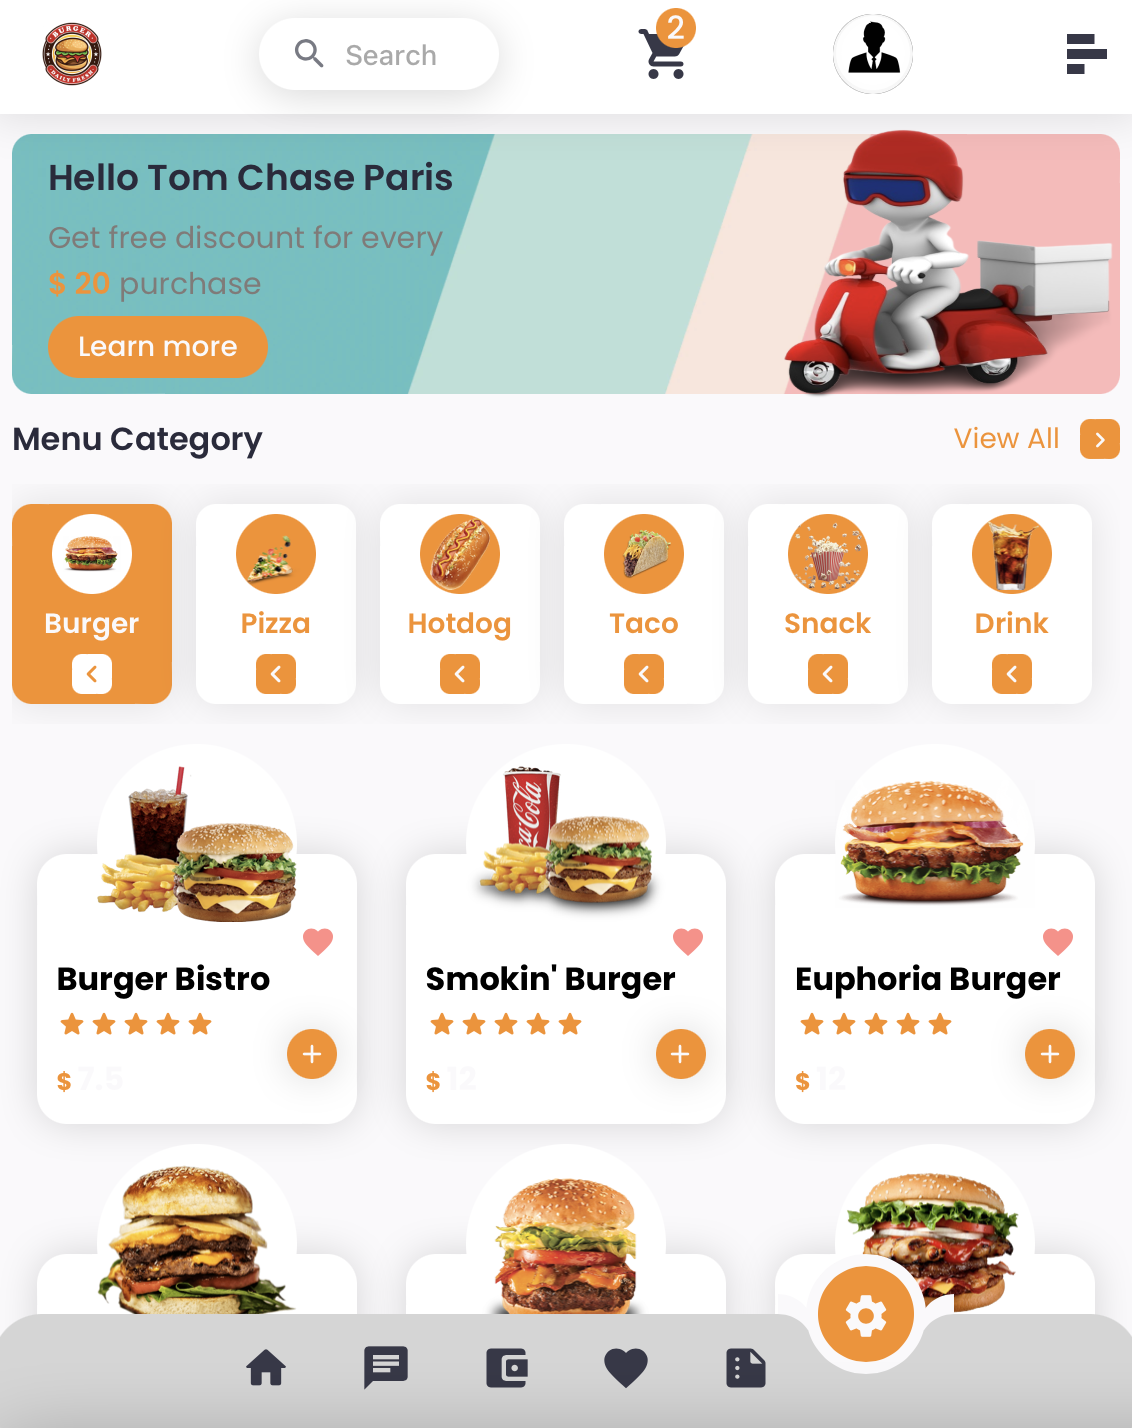 BURGER
DAILY FRESH
Search
2
Hello Tom Chase Paris
Get free discount for every
$ 20 purchase
Learn more
Menu Category
View All
Burger
Pizza
Hotdog
Taco
Snack
Drink
Burger Bistro
$ 7.5
Smokin' Burger
$ 12
Euphoria Burger
$ 12